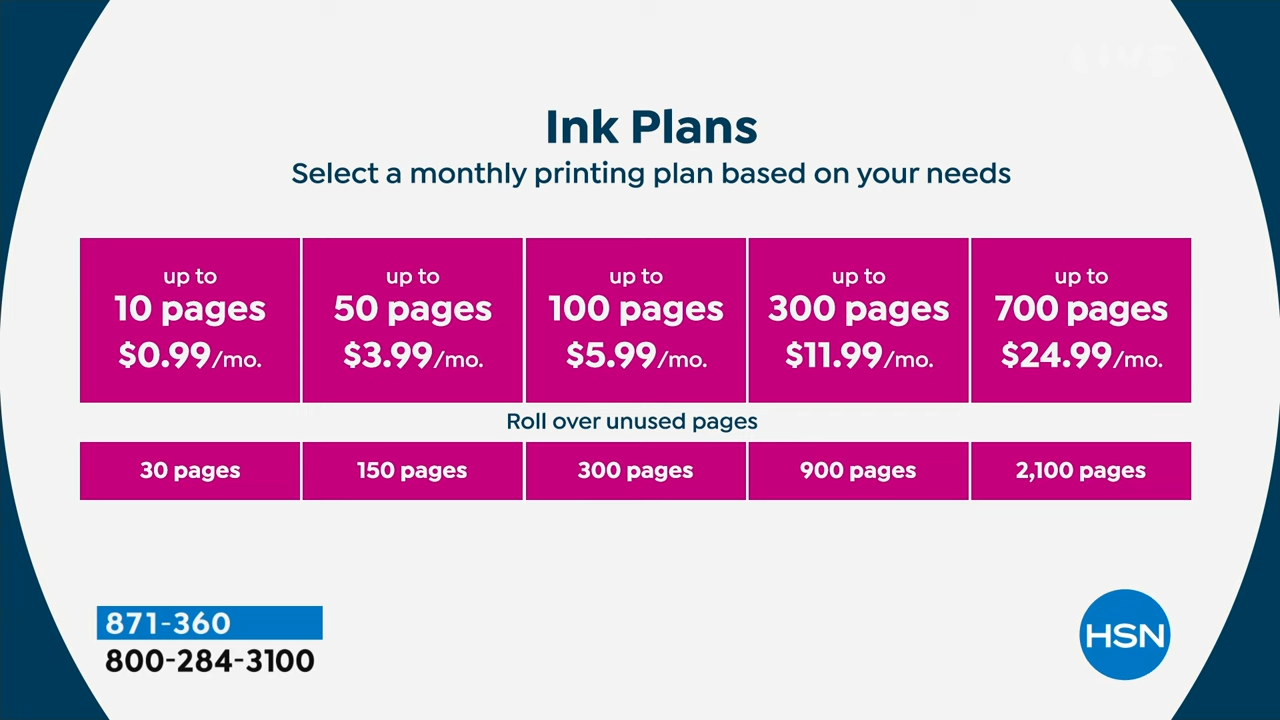 Ink Plans
Select a monthly printing plan based on your needs
up to
10 pages
$0.99/mo.
up to
50 pages
$3.99/mo.
up to
100 pages
$5.99/mo.
up to
300 pages
$11.99/mo.
up to
700 pages
$24.99/mo.
Roll over unused pages
30 pages
150 pages
300 pages
900 pages
2,100 pages
871-360
800-284-3100
HSN